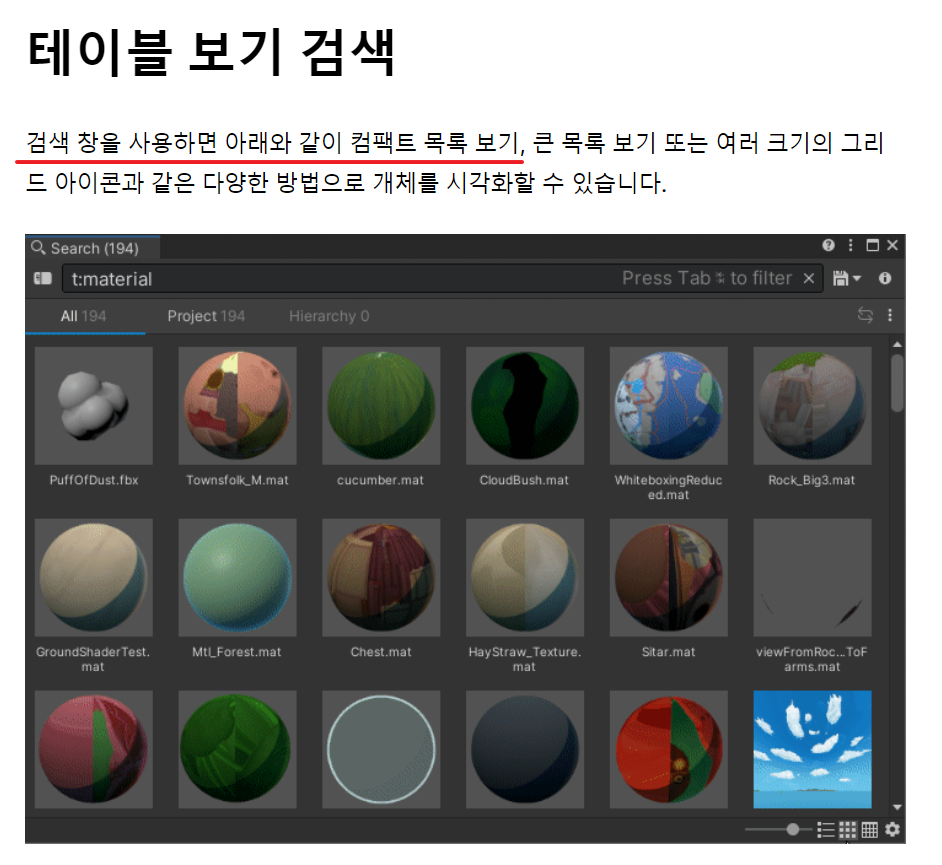 테이블 보기 검색
검색 창을 사용하면 아래와 같이 컴팩트 목록 보기, 큰 목록 보기 또는 여러 크기의 그리
드 아이콘과 같은 다양한 방법으로 개체를 시각화할 수 있습니다.
Search (194)
t:material Press Tab to filter
All 194 Project 194 Hierarchy 0
PuffOfDust.fbx Townsfolk_M.mat cucumber.mat CloudBush.mat WhiteboxingReduc Rock_Big3.mat
ed.mat
GroundShaderTest. Mtl_Forest.mat Chest.mat HayStraw_Texture. Sitar.mat viewFromRoc...ToF
mat mat arms.mat